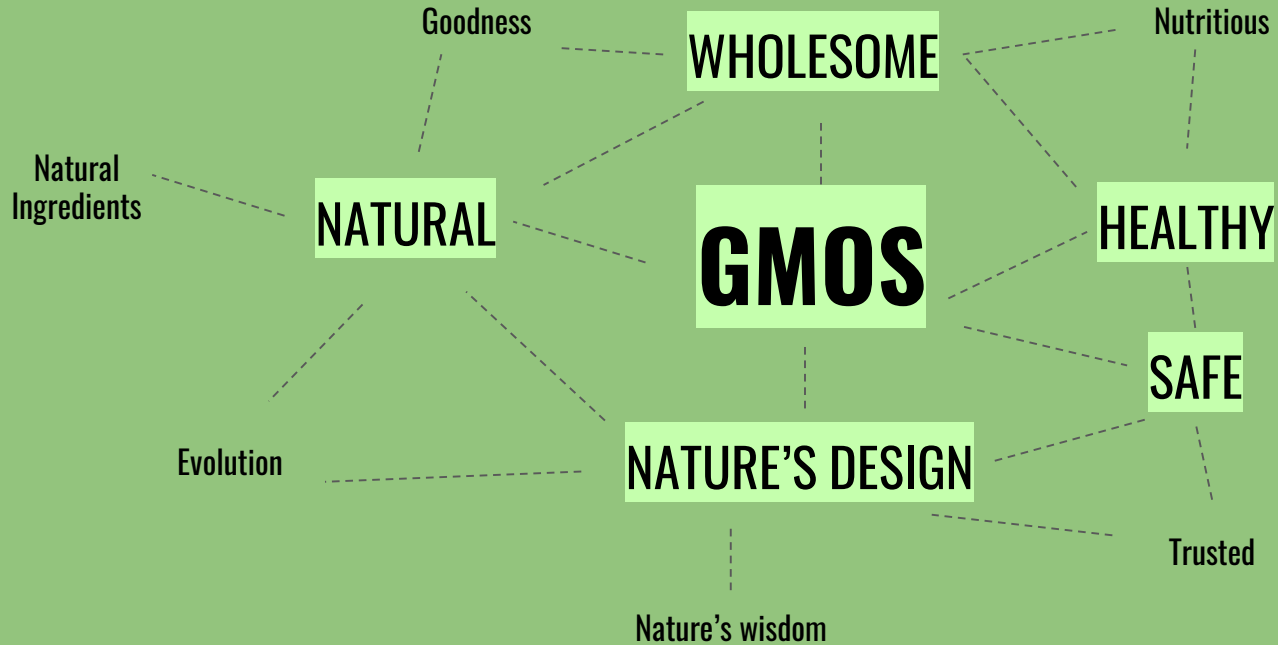 Goodness
WHOLESOME
Nutritious
Natural
Ingredients
NATURAL
GMOS
HEALTHY
SAFE
Evolution
NATURE’S DESIGN
Trusted
Nature’s wisdom